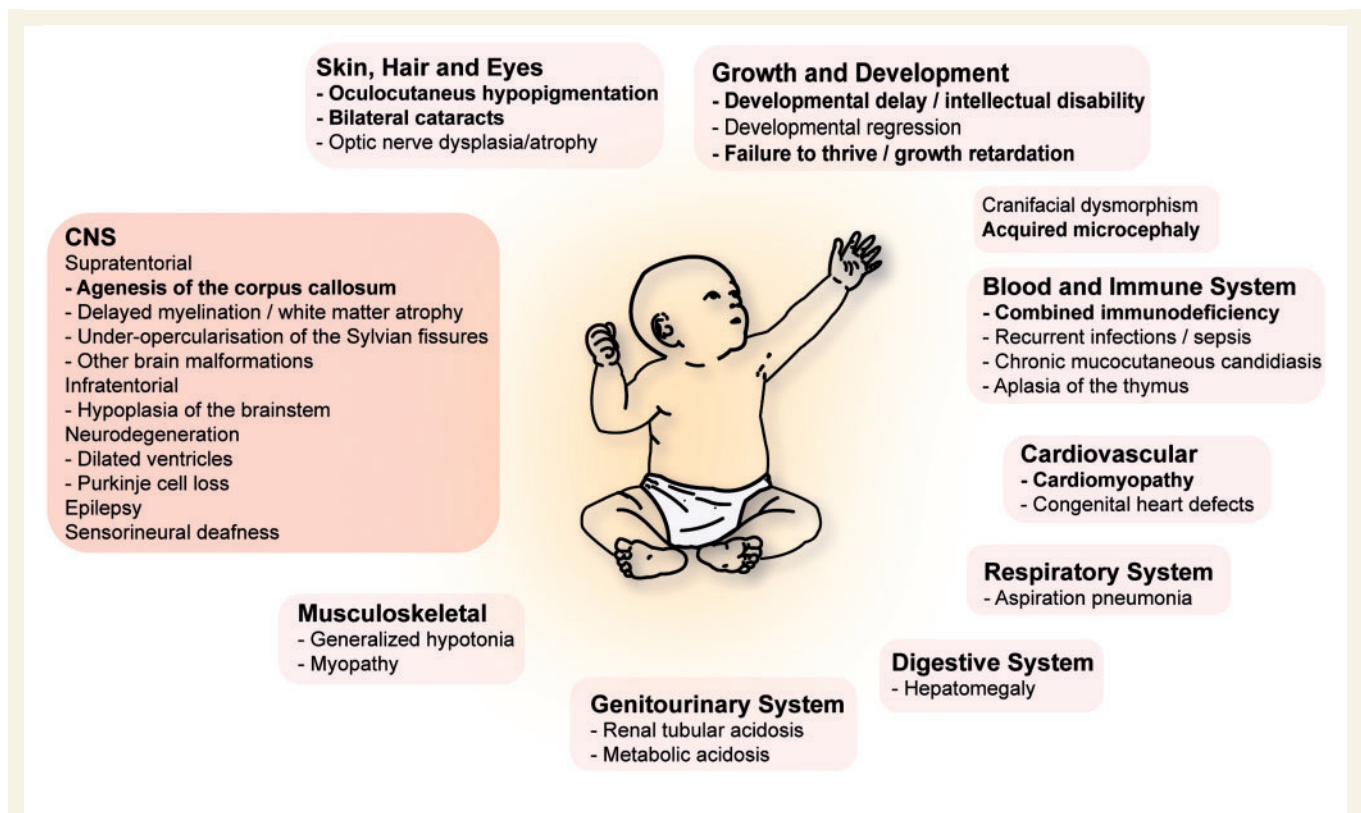 Skin, Hair and Eyes
- Oculocutaneus hypopigmentation
- Bilateral cataracts
- Optic nerve dysplasia/atrophy
Growth and Development
- Developmental delay / intellectual disability
- Developmental regression
- Failure to thrive / growth retardation
Cranifacial dysmorphism
Acquired microcephaly
CNS
Supratentorial
- Agenesis of the corpus callosum
- Delayed myelination / white matter atrophy
- Under-opercularisation of the Sylvian fissures
- Other brain malformations
Infratentorial
- Hypoplasia of the brainstem
Neurodegeneration
- Dilated ventricles
- Purkinje cell loss
Epilepsy
Sensorineural deafness
Blood and Immune System
- Combined immunodeficiency
- Recurrent infections / sepsis
- Chronic mucocutaneous candidiasis
- Aplasia of the thymus
Cardiovascular
- Cardiomyopathy
- Congenital heart defects
Respiratory System
- Aspiration pneumonia
Musculoskeletal
- Generalized hypotonia
- Myopathy
Digestive System
- Hepatomegaly
Genitourinary System
- Renal tubular acidosis
- Metabolic acidosis